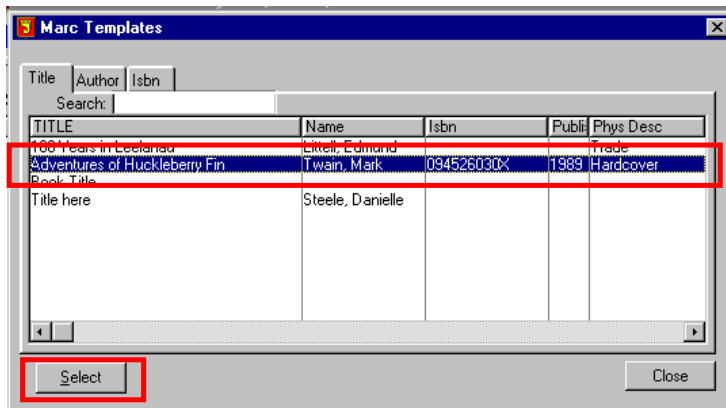 Marc Templates
Title Author Isbn
Search:
TITLE Name Isbn Publi Phys Desc
100 Years in Leelanau Littell, Edmund Trade
Adventures of Huckleberry Fin Twain, Mark 094526030X 1989 Hardcover
Book Title
Title here Steele, Danielle
Select Close